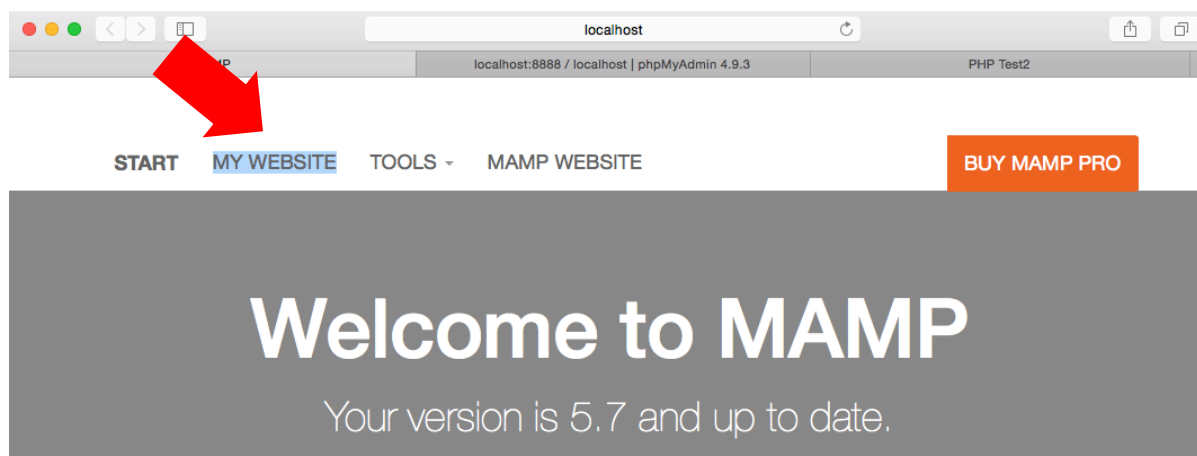 localhost
MP
localhost:8888 / localhost | phpMyAdmin 4.9.3
PHP Test2
START
MY WEBSITE
TOOLS
MAMP WEBSITE
BUY MAMP PRO
Welcome to MAMP
Your version is 5.7 and up to date.